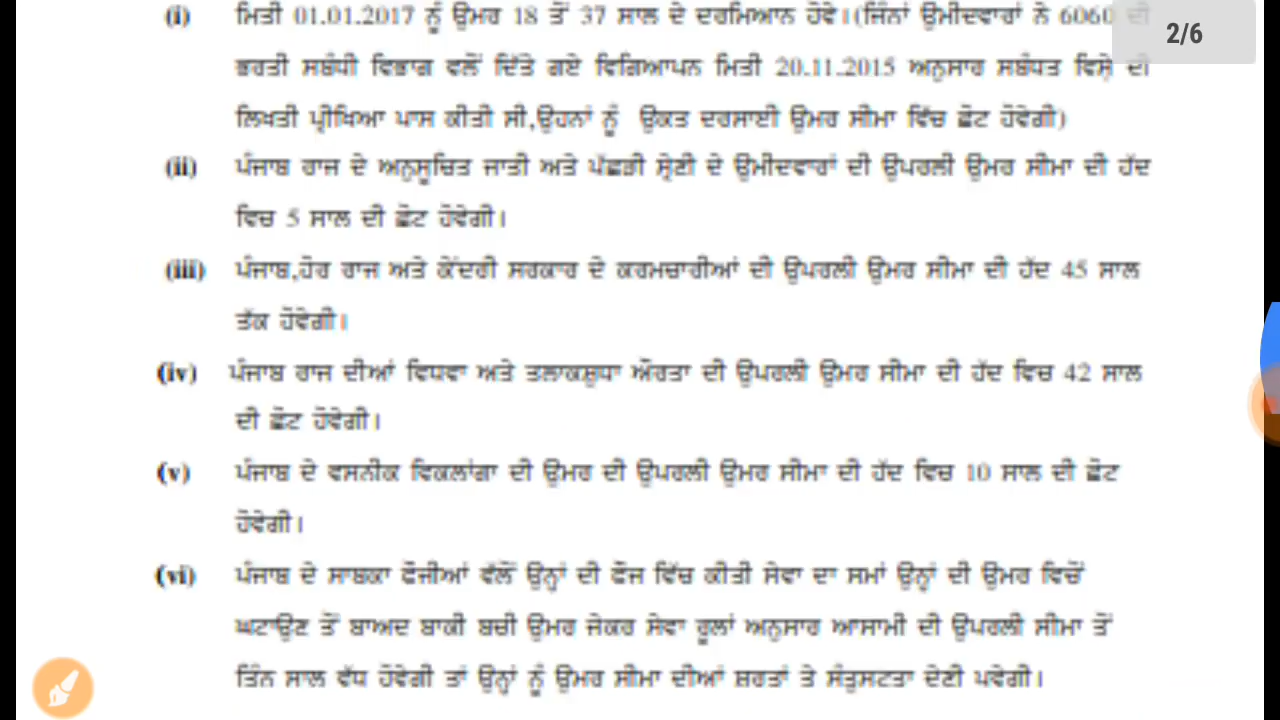 (i) ਮਿਤੀ 01.01.2017 ਨੂੰ ਉਮਰ 18 ਤੋਂ 37 ਸਾਲ ਦੇ ਦਰਮਿਆਨ ਹੋਵੇ।(ਜਿੰਨਾਂ ਉਮੀਦਵਾਰਾਂ ਨੇ 6060 ਦੀ
2/6
ਭਰਤੀ ਸਬੰਧੀ ਵਿਭਾਗ ਵਲੋਂ ਦਿੱਤੇ ਗਏ ਵਿਗਿਆਪਨ ਮਿਤੀ 20.11.2015 ਅਨੁਸਾਰ ਸਬੰਧਤ ਵਿਸ਼ੇ ਦੀ
ਲਿਖਤੀ ਪ੍ਰੀਖਿਆ ਪਾਸ ਕੀਤੀ ਸੀ,ਉਹਨਾਂ ਨੂੰ ਉਕਤ ਦਰਸਾਈ ਉਮਰ ਸੀਮਾ ਵਿੱਚ ਛੋਟ ਹੋਵੇਗੀ)
(ii) ਪੰਜਾਬ ਰਾਜ ਦੇ ਅਨੁਸੂਚਿਤ ਜਾਤੀ ਅਤੇ ਪੱਛੜੀ ਸ਼੍ਰੇਣੀ ਦੇ ਉਮੀਦਵਾਰਾਂ ਦੀ ਉਪਰਲੀ ਉਮਰ ਸੀਮਾ ਦੀ ਹੱਦ
ਵਿਚ 5 ਸਾਲ ਦੀ ਛੋਟ ਹੋਵੇਗੀ।
(iii) ਪੰਜਾਬ,ਹੋਰ ਰਾਜ ਅਤੇ ਕੇਂਦਰੀ ਸਰਕਾਰ ਦੇ ਕਰਮਚਾਰੀਆਂ ਦੀ ਉਪਰਲੀ ਉਮਰ ਸੀਮਾ ਦੀ ਹੱਦ 45 ਸਾਲ
ਤੱਕ ਹੋਵੇਗੀ।
(iv) ਪੰਜਾਬ ਰਾਜ ਦੀਆਂ ਵਿਧਵਾ ਅਤੇ ਤਲਾਕਸ਼ੁਧਾ ਔਰਤਾ ਦੀ ਉਪਰਲੀ ਉਮਰ ਸੀਮਾ ਦੀ ਹੱਦ ਵਿਚ 42 ਸਾਲ
ਦੀ ਛੋਟ ਹੋਵੇਗੀ।
(v) ਪੰਜਾਬ ਦੇ ਵਸਨੀਕ ਵਿਕਲਾਂਗਾ ਦੀ ਉਮਰ ਦੀ ਉਪਰਲੀ ਉਮਰ ਸੀਮਾ ਦੀ ਹੱਦ ਵਿਚ 10 ਸਾਲ ਦੀ ਛੋਟ
ਹੋਵੇਗੀ।
(vi) ਪੰਜਾਬ ਦੇ ਸਾਬਕਾ ਫੌਜੀਆਂ ਵੱਲੋਂ ਉਨ੍ਹਾਂ ਦੀ ਫੌਜ ਵਿੱਚ ਕੀਤੀ ਸੇਵਾ ਦਾ ਸਮਾਂ ਉਨ੍ਹਾਂ ਦੀ ਉਮਰ ਵਿਚੋਂ
ਘਟਾਉਣ ਤੋਂ ਬਾਅਦ ਬਾਕੀ ਬਚੀ ਉਮਰ ਜੇਕਰ ਸੇਵਾ ਰੂਲਾਂ ਅਨੁਸਾਰ ਆਸਾਮੀ ਦੀ ਉਪਰਲੀ ਸੀਮਾ ਤੋਂ
ਤਿੰਨ ਸਾਲ ਵੱਧ ਹੋਵੇਗੀ ਤਾਂ ਉਨ੍ਹਾਂ ਨੂੰ ਉਮਰ ਸੀਮਾ ਦੀਆਂ ਸ਼ਰਤਾਂ ਤੇ ਸੰਤੁਸਟਤਾ ਦੇਣੀ ਪਵੇਗੀ।